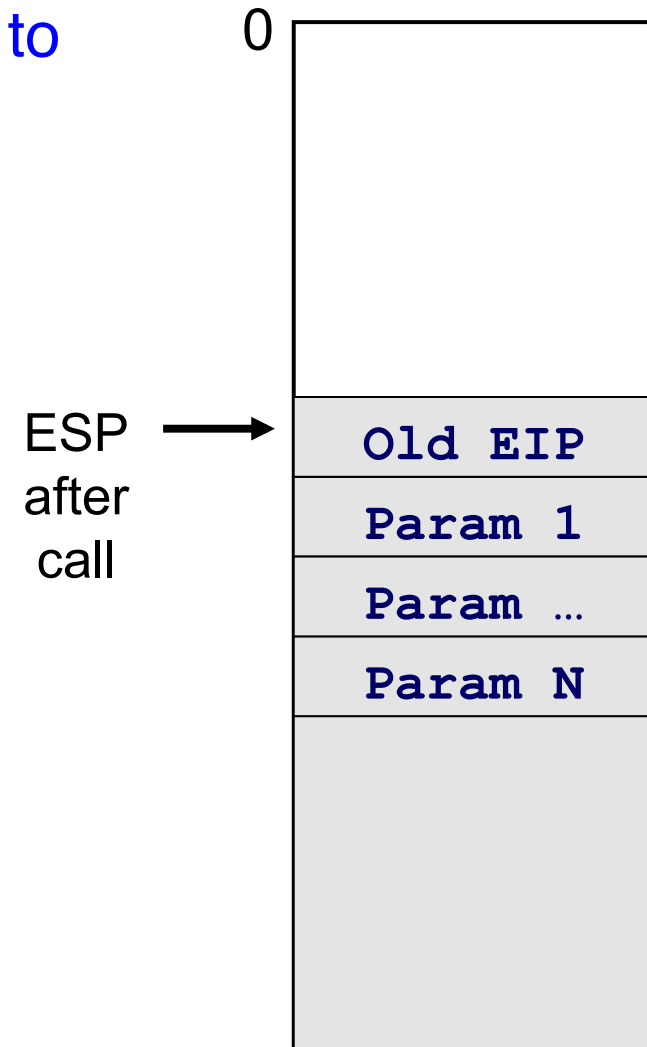 to
0
ESP
after
call
Old EIP
Param 1
Param …
Param N